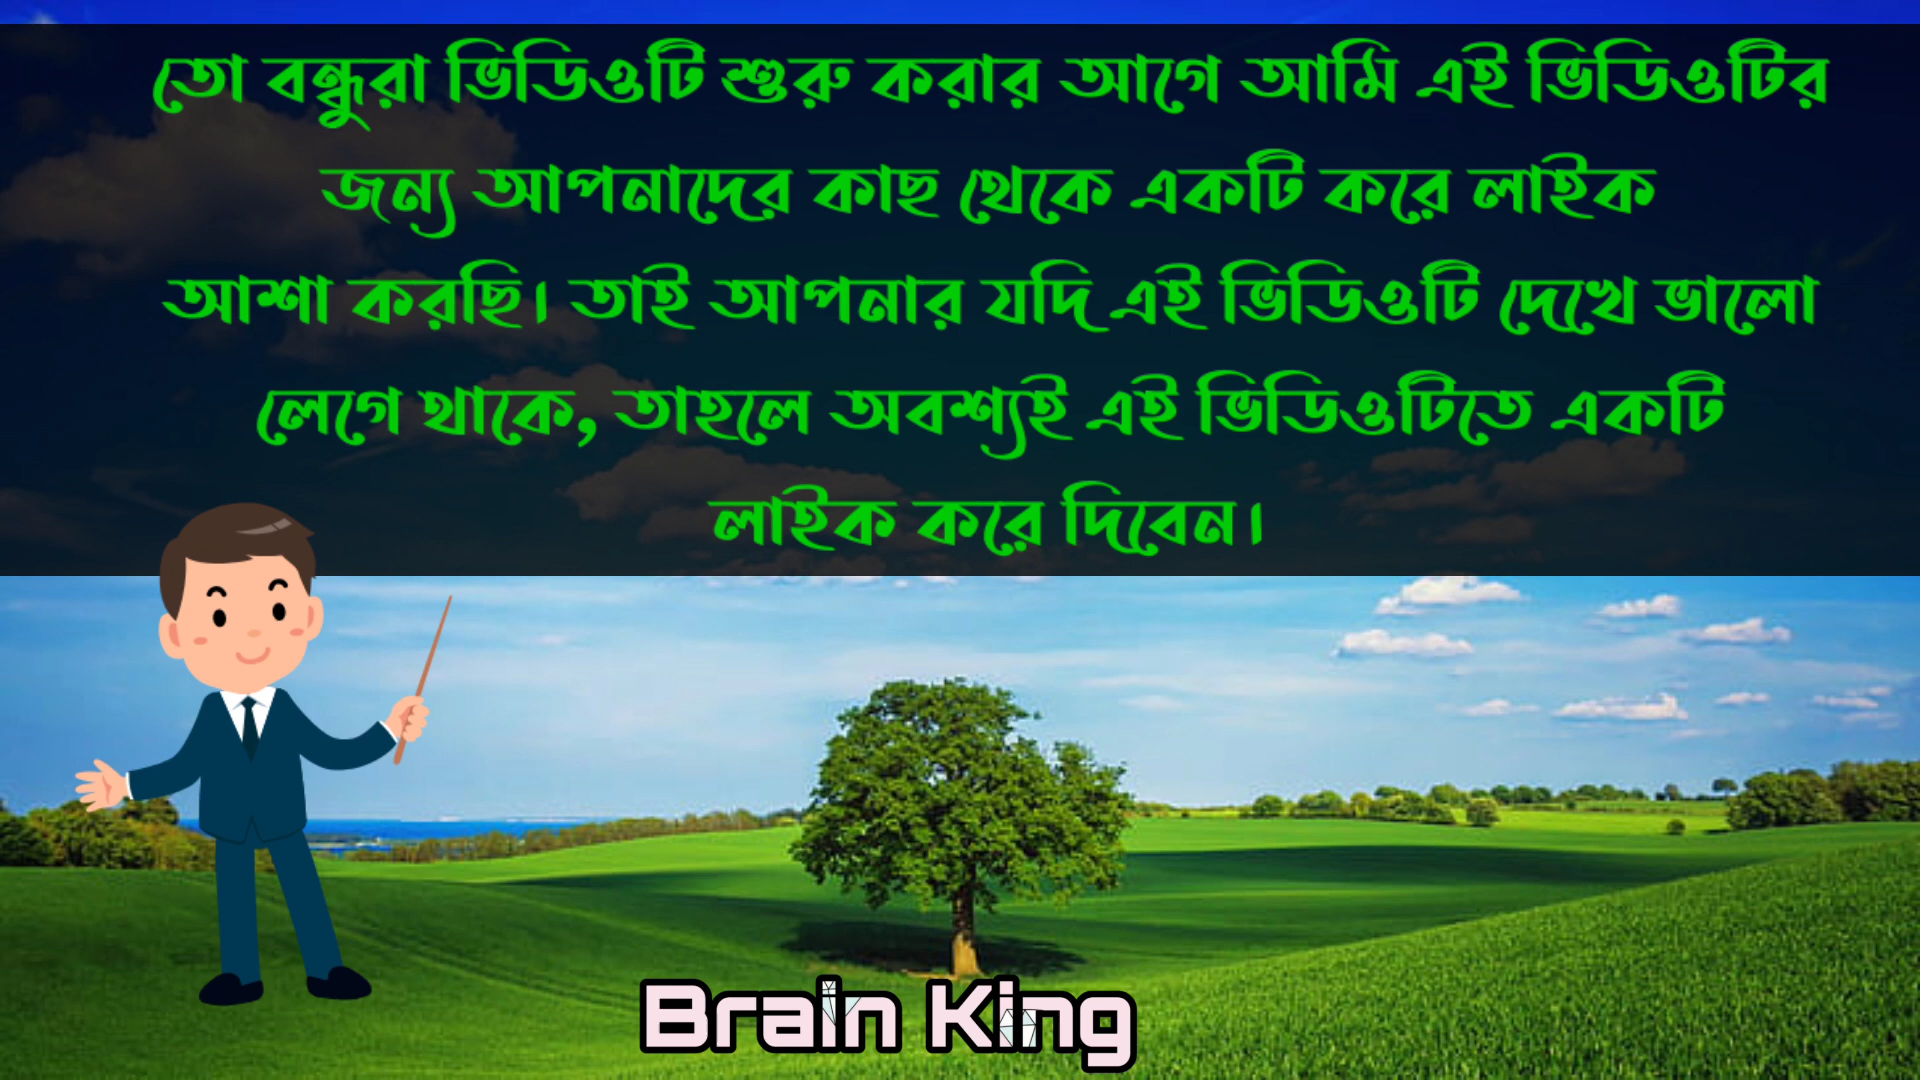 তো বন্ধুরা ভিডিওটি শুরু করার আগে আমি এই ভিডিওটির
জন্য আপনাদের কাছ থেকে একটি করে লাইক
আশা করছি। তাই আপনার যদি এই ভিডিওটি দেখে ভালো
লেগে থাকে, তাহলে অবশ্যই এই ভিডিওটিতে একটি
লাইক করে দিবেন।
Brain King